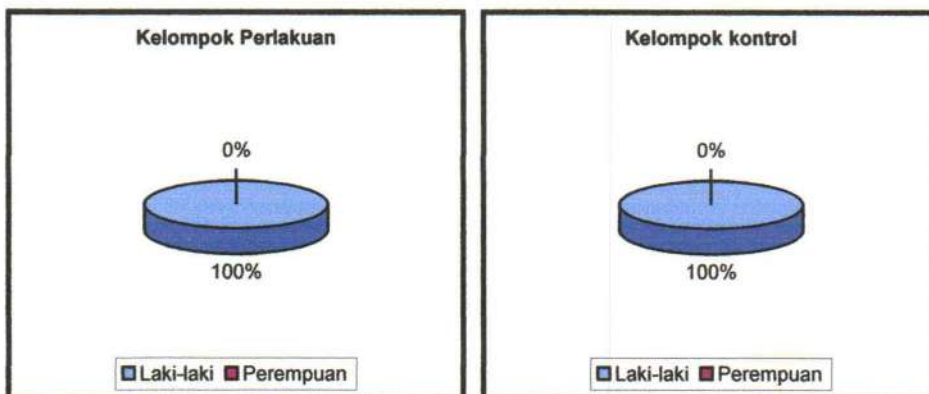 Kelompok Perlakuan
0%
100%
Laki-laki Perempuan
Kelompok kontrol
0%
100%
Laki-laki Perempuan